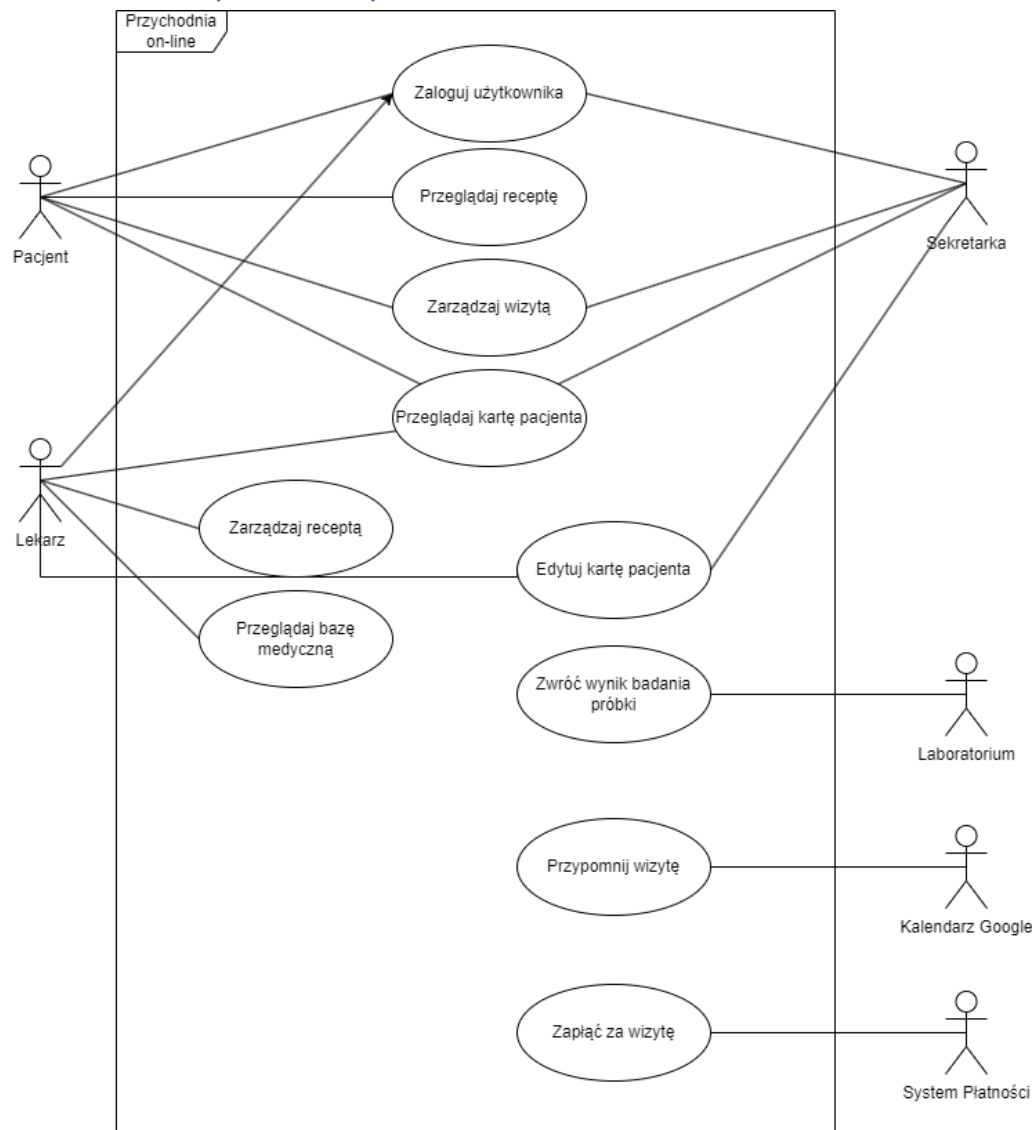 Przychodnia
on-line
Zaloguj użytkownika
Przeglądaj receptę
Pacjent
Sekretarka
Zarządzaj wizytą
Przeglądaj kartę pacjenta
Lekarz
Zarządzaj receptą
Edytuj kartę pacjenta
Przeglądaj bazę
medyczną
Zwróć wynik badania
próbki
Laboratorium
Przypomnij wizytę
Kalendarz Google
Zapłąć za wizytę
System Płatności